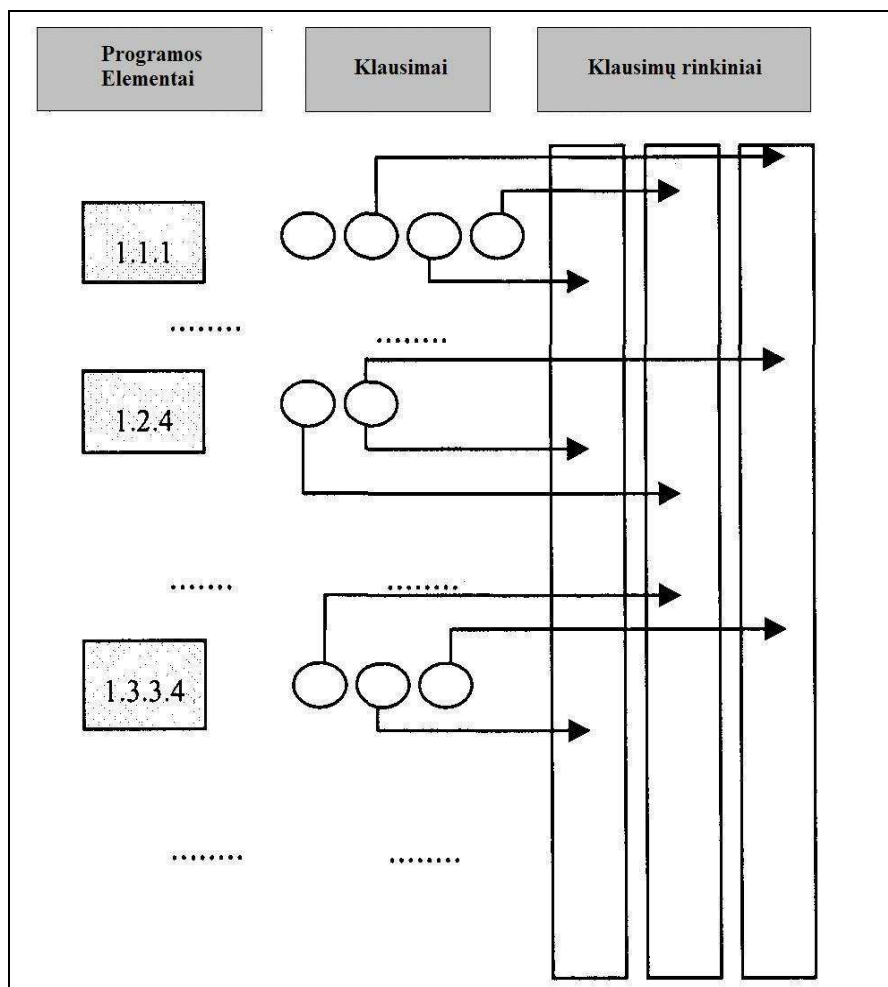 Programos
Elementai
Klausimai
Klausimų rinkiniai
1.1.1
........ ........
1.2.4
........ ........
1.3.3.4
........ ........